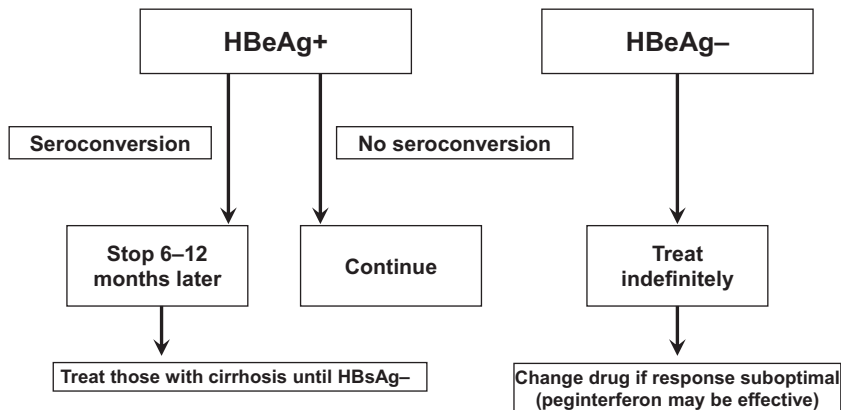 HBeAg+
HBeAg–
Seroconversion
No seroconversion
Stop 6–12
months later
Continue
Treat
indefinitely
Treat those with cirrhosis until HBsAg–
Change drug if response suboptimal
(peginterferon may be effective)